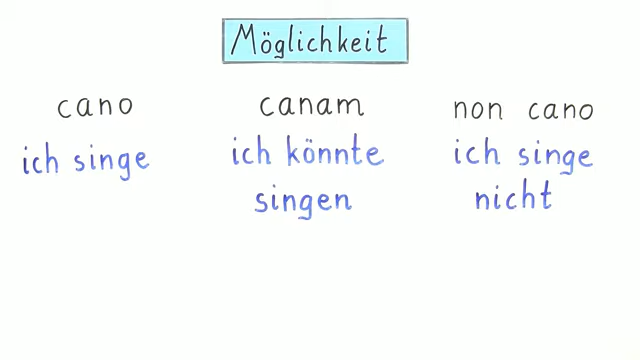 Möglichkeit
cano canam non cano
ich singe ich könnte ich singe
singen nicht